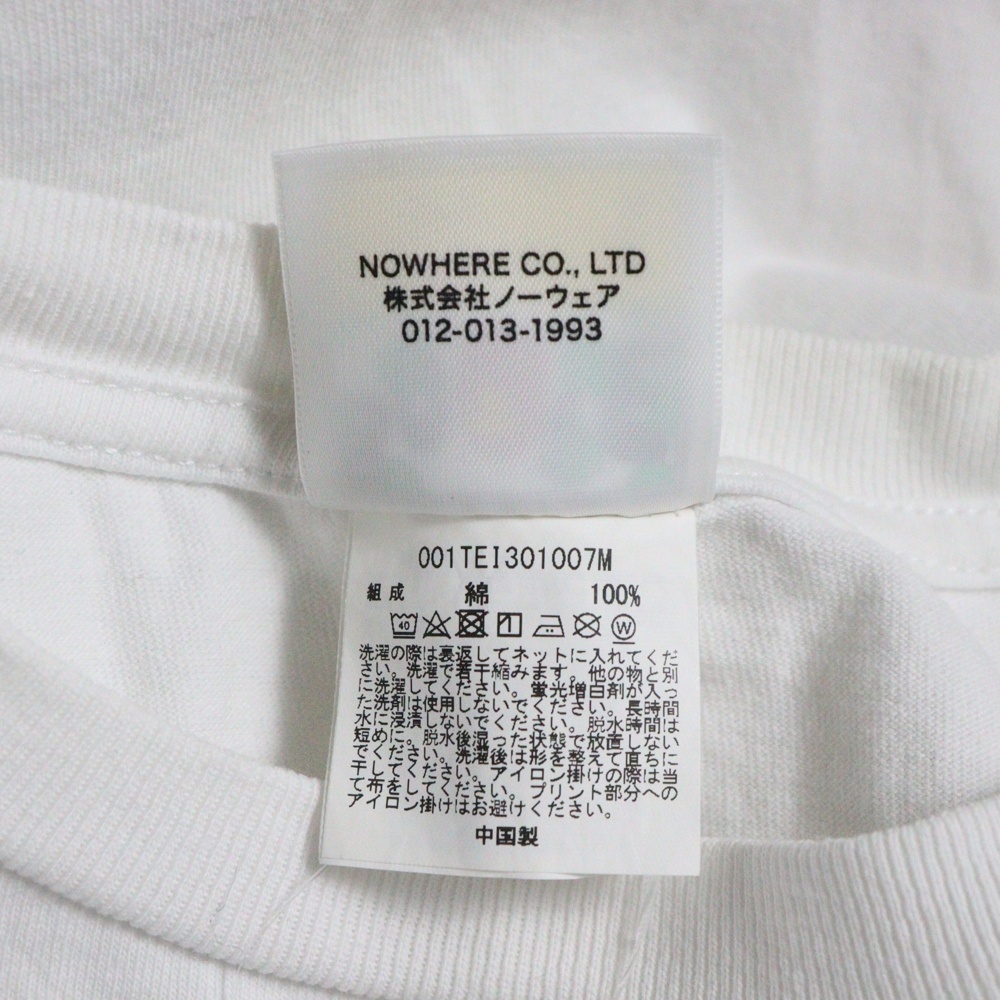 NOWHERE CO., LTD
株式会社ノーウェア
012-013-1993
001TEI301007M
組成 綿 100%
40 W
洗濯の際は裏返してネットに入れてくだ
さい。洗濯で若干縮みます。他の物と別
に洗濯してください。蛍光増白剤が入っ
た洗剤は使用しないでください。長時間
水に浸漬しないでください。脱水時間は
短めに。脱水後湿った状態で放置しない
でください。洗濯後は形を整えて直ちに
干してください。アイロン掛けの際は当
て布をしてください。プリント部分への
アイロン掛けはお避けください。
中国製